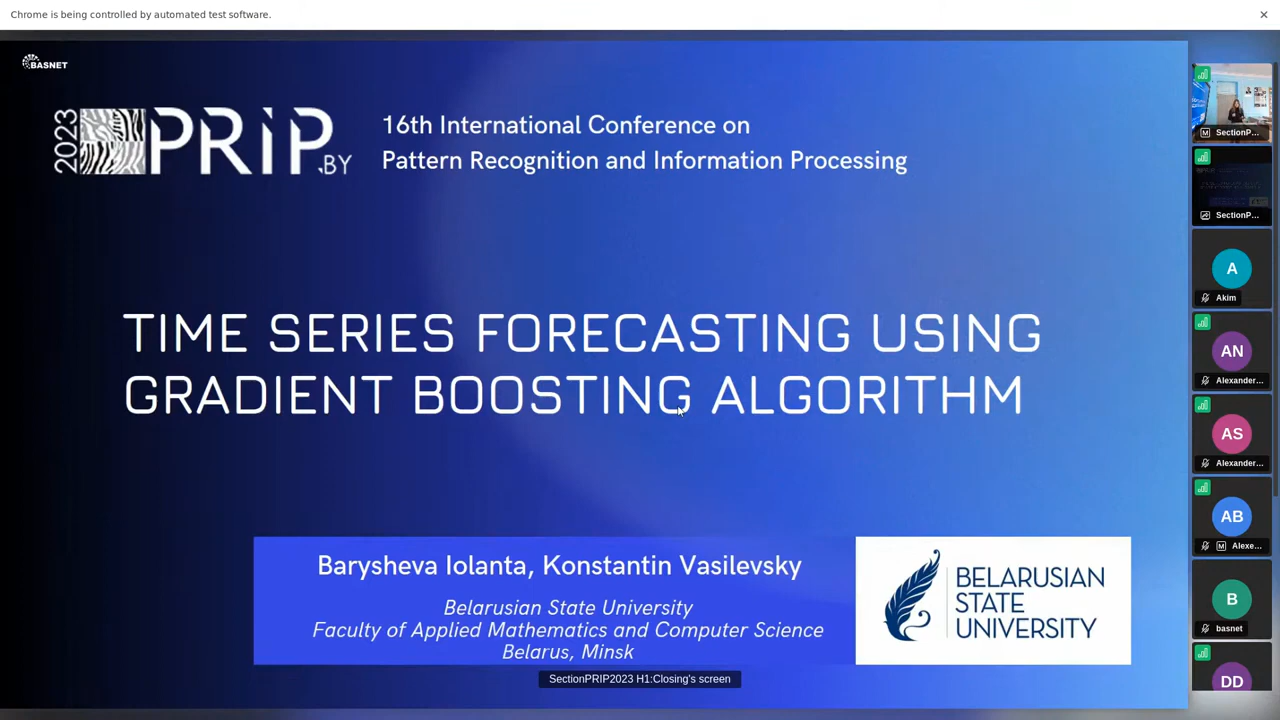 Chrome is being controlled by automated test software.
BASNET
2023 PRIP.BY
16th International Conference on
Pattern Recognition and Information Processing
TIME SERIES FORECASTING USING
GRADIENT BOOSTING ALGORITHM
Barysheva Iolanta, Konstantin Vasilevsky
Belarusian State University
Faculty of Applied Mathematics and Computer Science
Belarus, Minsk
BELARUSIAN
STATE
UNIVERSITY
SectionPRIP2023 H1:Closing's screen
M SectionP...
SectionP...
A
Akim
AN
Alexander...
AS
Alexander...
AB
M Alexe...
B
basnet
DD